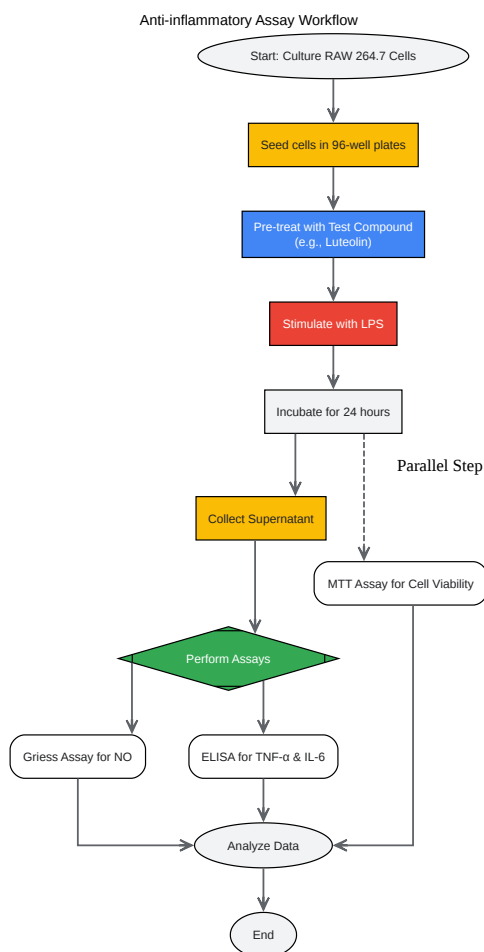 Anti-inflammatory Assay Workflow
Start: Culture RAW 264.7 Cells
Seed cells in 96-well plates
Pre-treat with Test Compound
(e.g., Luteolin)
Stimulate with LPS
Incubate for 24 hours
Parallel Step
Collect Supernatant
MTT Assay for Cell Viability
Perform Assays
Griess Assay for NO
ELISA for TNF-α & IL-6
Analyze Data
End